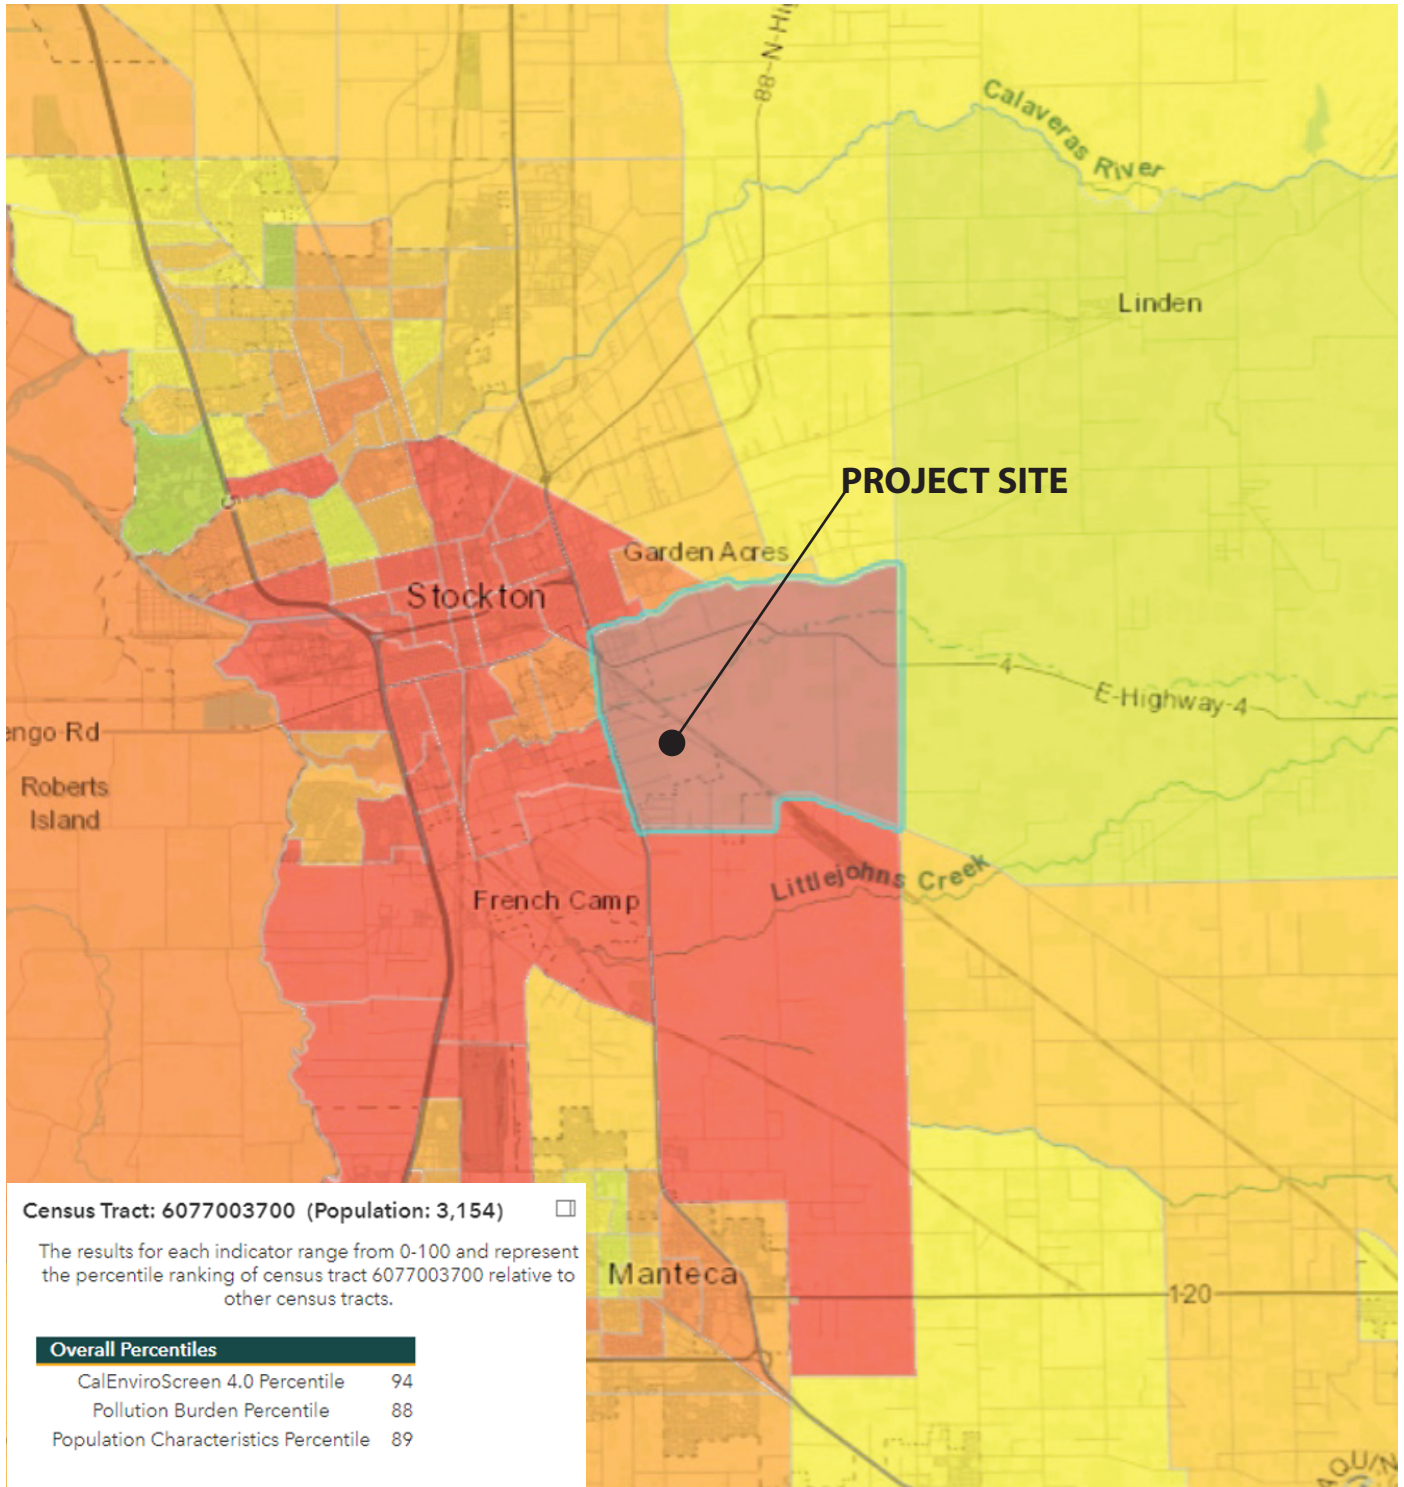 88-N-Hi
Calaveras River
Linden
PROJECT SITE
Garden Acres
Stockton
5
4
E-Highway-4
engo Rd
Roberts
Island
Littlejohns Creek
French Camp
Manteca
120
AQUIN
Census Tract: 6077003700 (Population: 3,154)
The results for each indicator range from 0-100 and represent
the percentile ranking of census tract 6077003700 relative to
other census tracts.
Overall Percentiles
CalEnviroScreen 4.0 Percentile 94
Pollution Burden Percentile 88
Population Characteristics Percentile 89